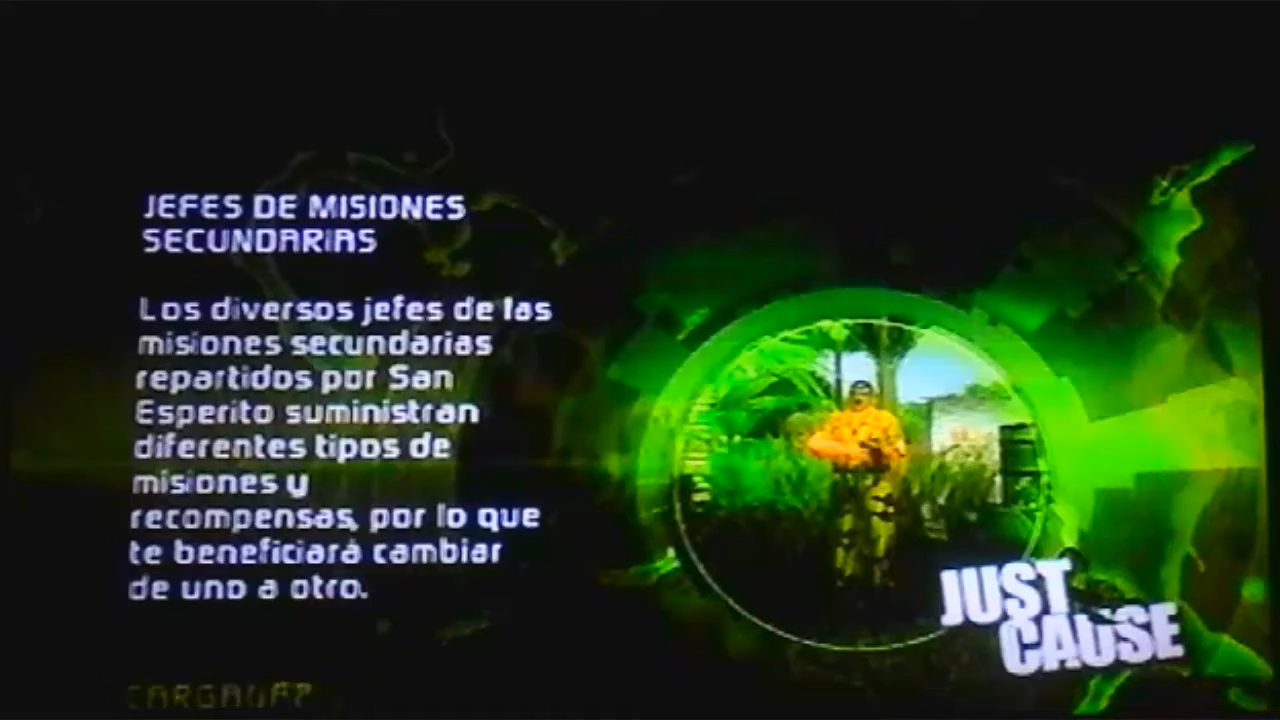 JEFES DE MISIONES
SECUNDARIAS
Los diversos jefes de las
misiones secundarias
repartidos por San
Esperito suministran
diferentes tipos de
misiones y
recompensas, por lo que
te beneficiará cambiar
de uno a otro.
JUST
CAUSE